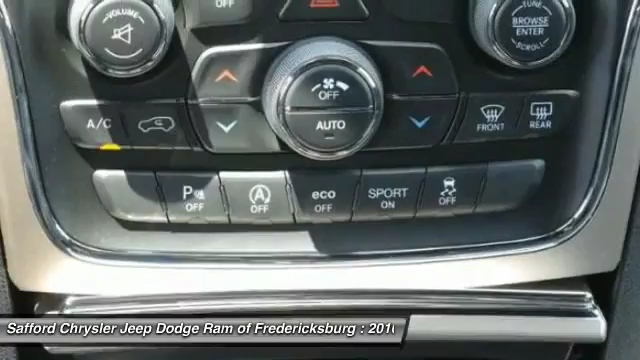 VOLUME
TUNE
BROWSE
ENTER
SCROLL
OFF
AUTO
A/C
FRONT
REAR
P OFF
A OFF
eco OFF
SPORT ON
OFF
Safford Chrysler Jeep Dodge Ram of Fredericksburg : 201